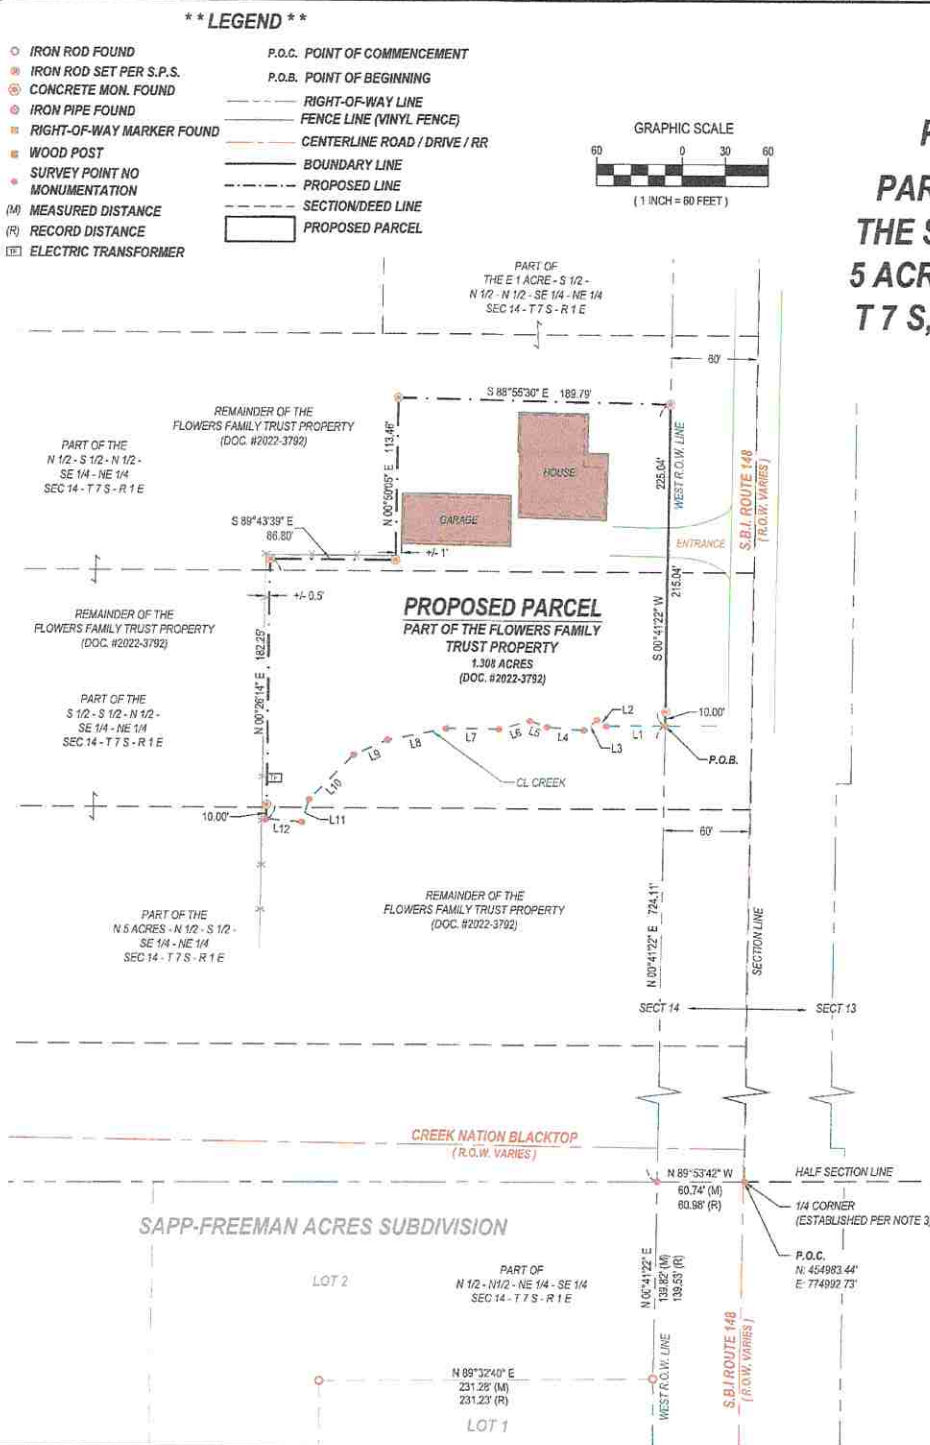 * * LEGEND * *
IRON ROD FOUND
IRON ROD SET PER S.P.S.
CONCRETE MON. FOUND
IRON PIPE FOUND
RIGHT-OF-WAY MARKER FOUND
WOOD POST
SURVEY POINT NO
MONUMENTATION
(M) MEASURED DISTANCE
(R) RECORD DISTANCE
ELECTRIC TRANSFORMER
P.O.C. POINT OF COMMENCEMENT
P.O.B. POINT OF BEGINNING
RIGHT-OF-WAY LINE
FENCE LINE (VINYL FENCE)
CENTERLINE ROAD / DRIVE / RR
BOUNDARY LINE
PROPOSED LINE
SECTION/DEED LINE
PROPOSED PARCEL
GRAPHIC SCALE
60 0 30 60
( 1 INCH = 60 FEET )
PAR
THE S
5 ACR
T 7 S,
PART OF
THE E 1 ACRE - S 1/2 -
N 1/2 - N 1/2 - SE 1/4 - NE 1/4
SEC 14 - T 7 S - R 1 E
60'
S 88°55'30" E 189.79'
REMAINDER OF THE
FLOWERS FAMILY TRUST PROPERTY
(DOC. #2022-3792)
PART OF THE
N 1/2 - S 1/2 - N 1/2 -
SE 1/4 - NE 1/4
SEC 14 - T 7 S - R 1 E
N 00°50'05" E 113.46'
HOUSE
GARAGE
225.04'
WEST R.O.W. LINE
S.B.I. ROUTE 148
( R.O.W. VARIES )
S 89°43'39" E
86.80'
+/- 1'
ENTRANCE
+/- 0.5'
215.04'
S 00°41'22" W
REMAINDER OF THE
FLOWERS FAMILY TRUST PROPERTY
(DOC. #2022-3792)
PROPOSED PARCEL
PART OF THE FLOWERS FAMILY
TRUST PROPERTY
1.308 ACRES
(DOC. #2022-3792)
N 00°26'14" E 182.25'
PART OF THE
S 1/2 - S 1/2 - N 1/2 -
SE 1/4 - NE 1/4
SEC 14 - T 7 S - R 1 E
L2
10.00'
L1
L3
L4
L5
L6
L7
L8
L9
L10
P.O.B.
CL CREEK
TF
10.00'
L11
L12
60'
REMAINDER OF THE
FLOWERS FAMILY TRUST PROPERTY
(DOC. #2022-3792)
PART OF THE
N 5 ACRES - N 1/2 - S 1/2 -
SE 1/4 - NE 1/4
SEC 14 - T 7 S - R 1 E
N 00°41'22" E 724.11'
SECTION LINE
SECT 14
SECT 13
CREEK NATION BLACKTOP
( R.O.W. VARIES )
N 89°53'42" W
60.74' (M)
60.98' (R)
HALF SECTION LINE
1/4 CORNER
(ESTABLISHED PER NOTE 3)
SAPP-FREEMAN ACRES SUBDIVISION
P.O.C.
N: 454983.44'
E: 774992.73'
LOT 2
PART OF
N 1/2 - N1/2 - NE 1/4 - SE 1/4
SEC 14 - T 7 S - R 1 E
N 00°41'22" E
139.82' (M)
139.53' (R)
WEST R.O.W. LINE
S.B.I ROUTE 148
( R.O.W. VARIES )
N 89°32'40" E
231.28' (M)
231.23' (R)
LOT 1